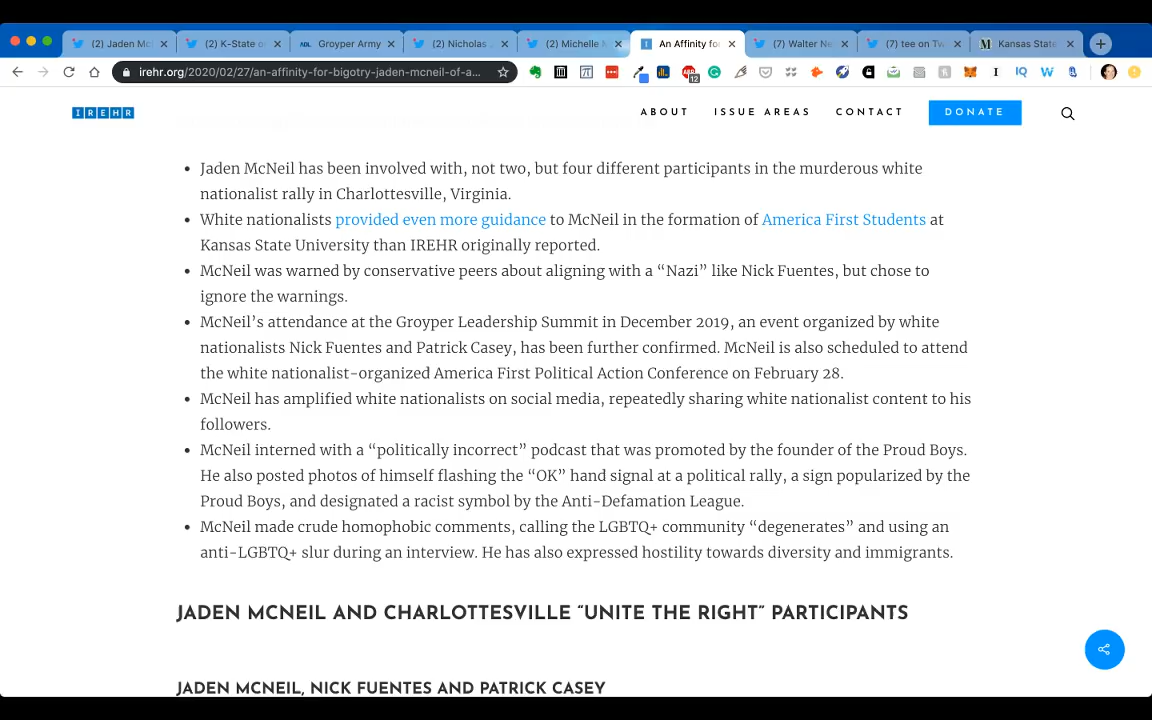 (2) Jaden Mc
(2) K-State o
ADL Groyper Army
(2) Nicholas
(2) Michelle
An Affinity fo
(7) Walter Ne
(7) tee on Tw
M Kansas State
irehr.org/2020/02/27/an-affinity-for-bigotry-jaden-mcneil-of-a...
12
IREHR
ABOUT
ISSUE AREAS
CONTACT
DONATE
• Jaden McNeil has been involved with, not two, but four different participants in the murderous white
nationalist rally in Charlottesville, Virginia.
• White nationalists provided even more guidance to McNeil in the formation of America First Students at
Kansas State University than IREHR originally reported.
• McNeil was warned by conservative peers about aligning with a “Nazi” like Nick Fuentes, but chose to
ignore the warnings.
• McNeil’s attendance at the Groyper Leadership Summit in December 2019, an event organized by white
nationalists Nick Fuentes and Patrick Casey, has been further confirmed. McNeil is also scheduled to attend
the white nationalist-organized America First Political Action Conference on February 28.
• McNeil has amplified white nationalists on social media, repeatedly sharing white nationalist content to his
followers.
• McNeil interned with a “politically incorrect” podcast that was promoted by the founder of the Proud Boys.
He also posted photos of himself flashing the “OK” hand signal at a political rally, a sign popularized by the
Proud Boys, and designated a racist symbol by the Anti-Defamation League.
• McNeil made crude homophobic comments, calling the LGBTQ+ community “degenerates” and using an
anti-LGBTQ+ slur during an interview. He has also expressed hostility towards diversity and immigrants.
JADEN MCNEIL AND CHARLOTTESVILLE “UNITE THE RIGHT” PARTICIPANTS
JADEN MCNEIL, NICK FUENTES AND PATRICK CASEY